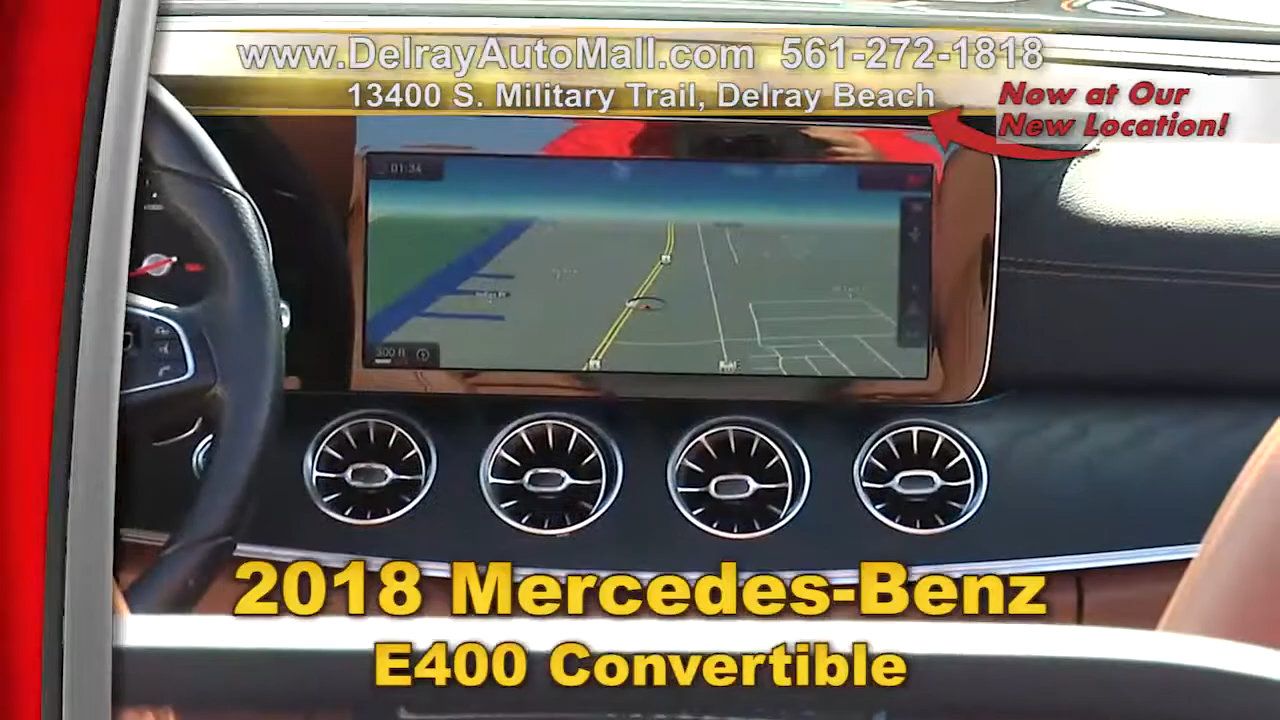 www.DelrayAutoMall.com 561-272-1818
13400 S. Military Trail, Delray Beach
Now at Our
New Location!
01:34
300 ft
2018 Mercedes-Benz
E400 Convertible